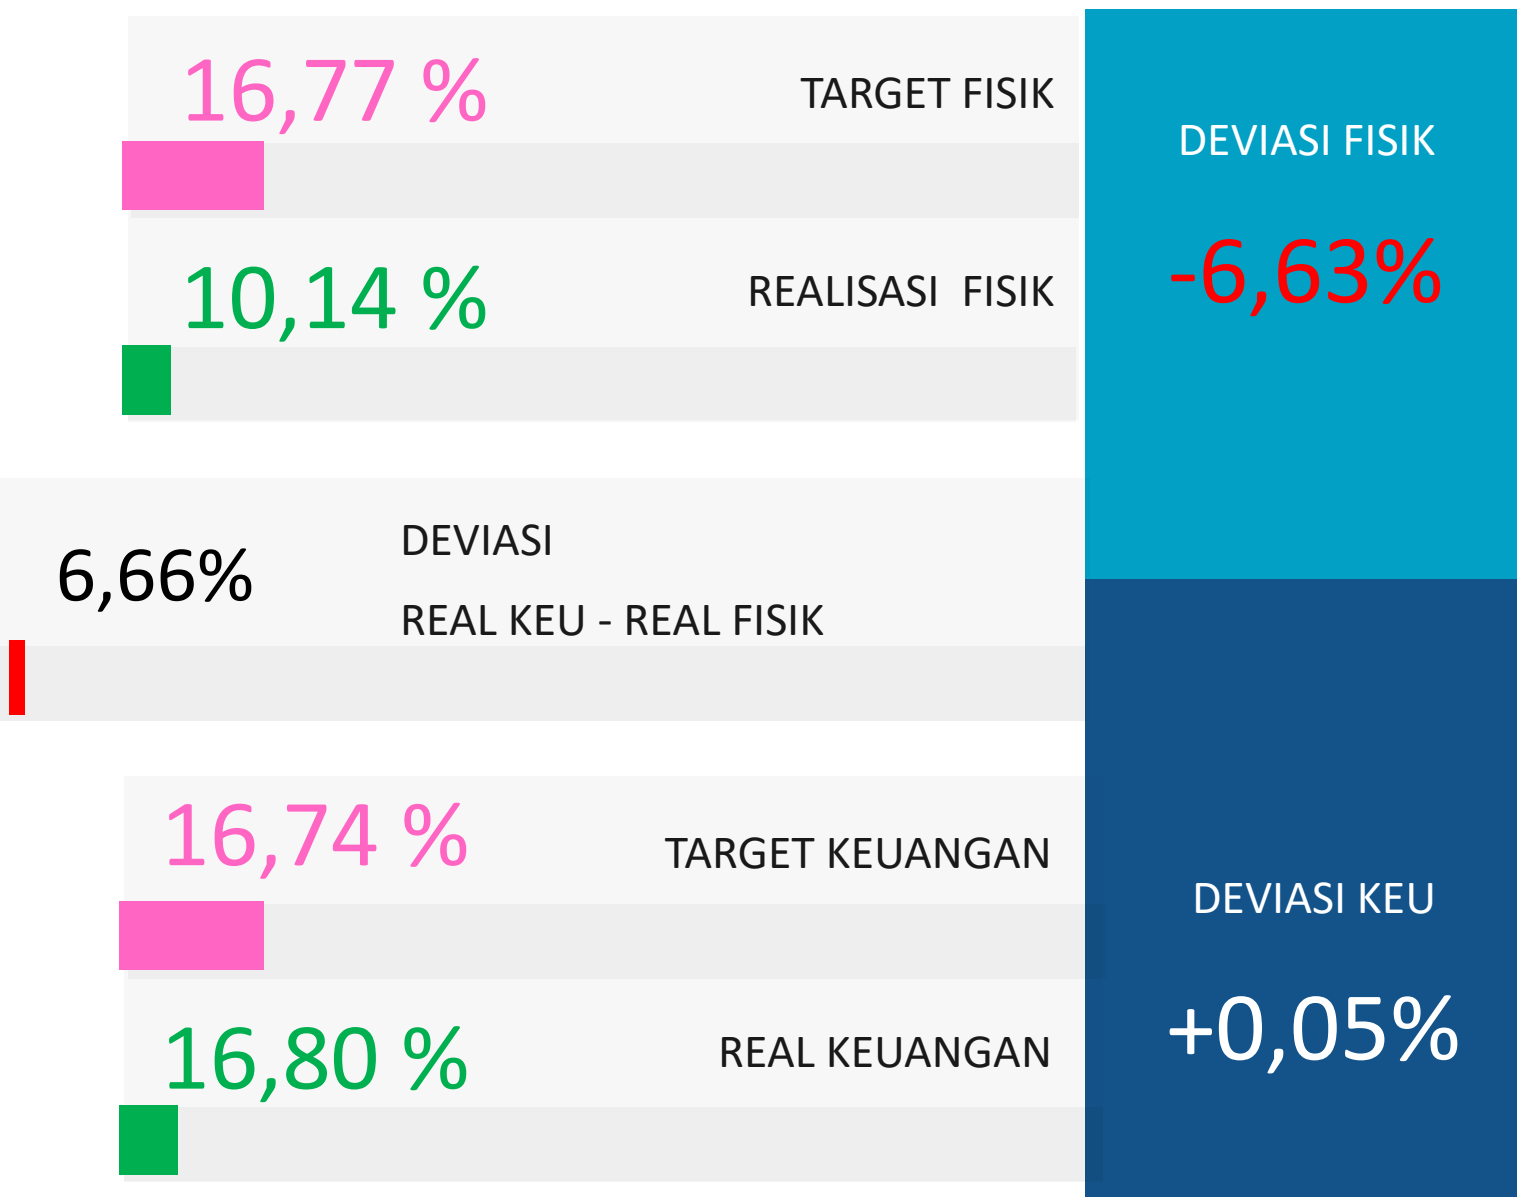 16,77 %
TARGET FISIK
10,14 %
REALISASI  FISIK
DEVIASI FISIK
-6,63%
6,66%
DEVIASI
REAL KEU - REAL FISIK
16,74 %
TARGET KEUANGAN
16,80 %
REAL KEUANGAN
DEVIASI KEU
+0,05%